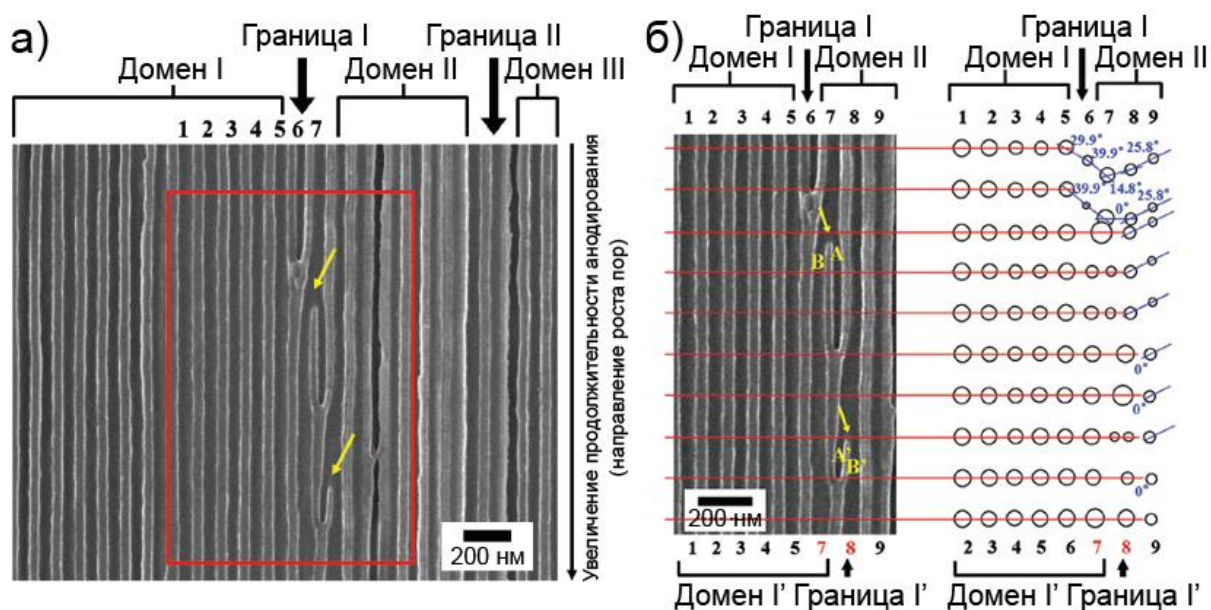 а)
Граница I
Граница II
Домен I
Домен II
Домен III
1 2 3 4 5 6 7
Увеличение продолжительности анодирования
(направление роста пор)
200 нм
б)
Граница I
Домен I
Домен II
1 2 3 4 5 6 7 8 9
B A
A' B'
200 нм
1 2 3 4 5 7 8 9
Домен I' Граница I'
Граница I
Домен I
Домен II
1 2 3 4 5 6 7 8 9
29.9°
39.9° 25.8°
39.9° 14.8°
0° 25.8°
0°
0°
0°
2 3 4 5 6 7 8 9
Домен I' Граница I'